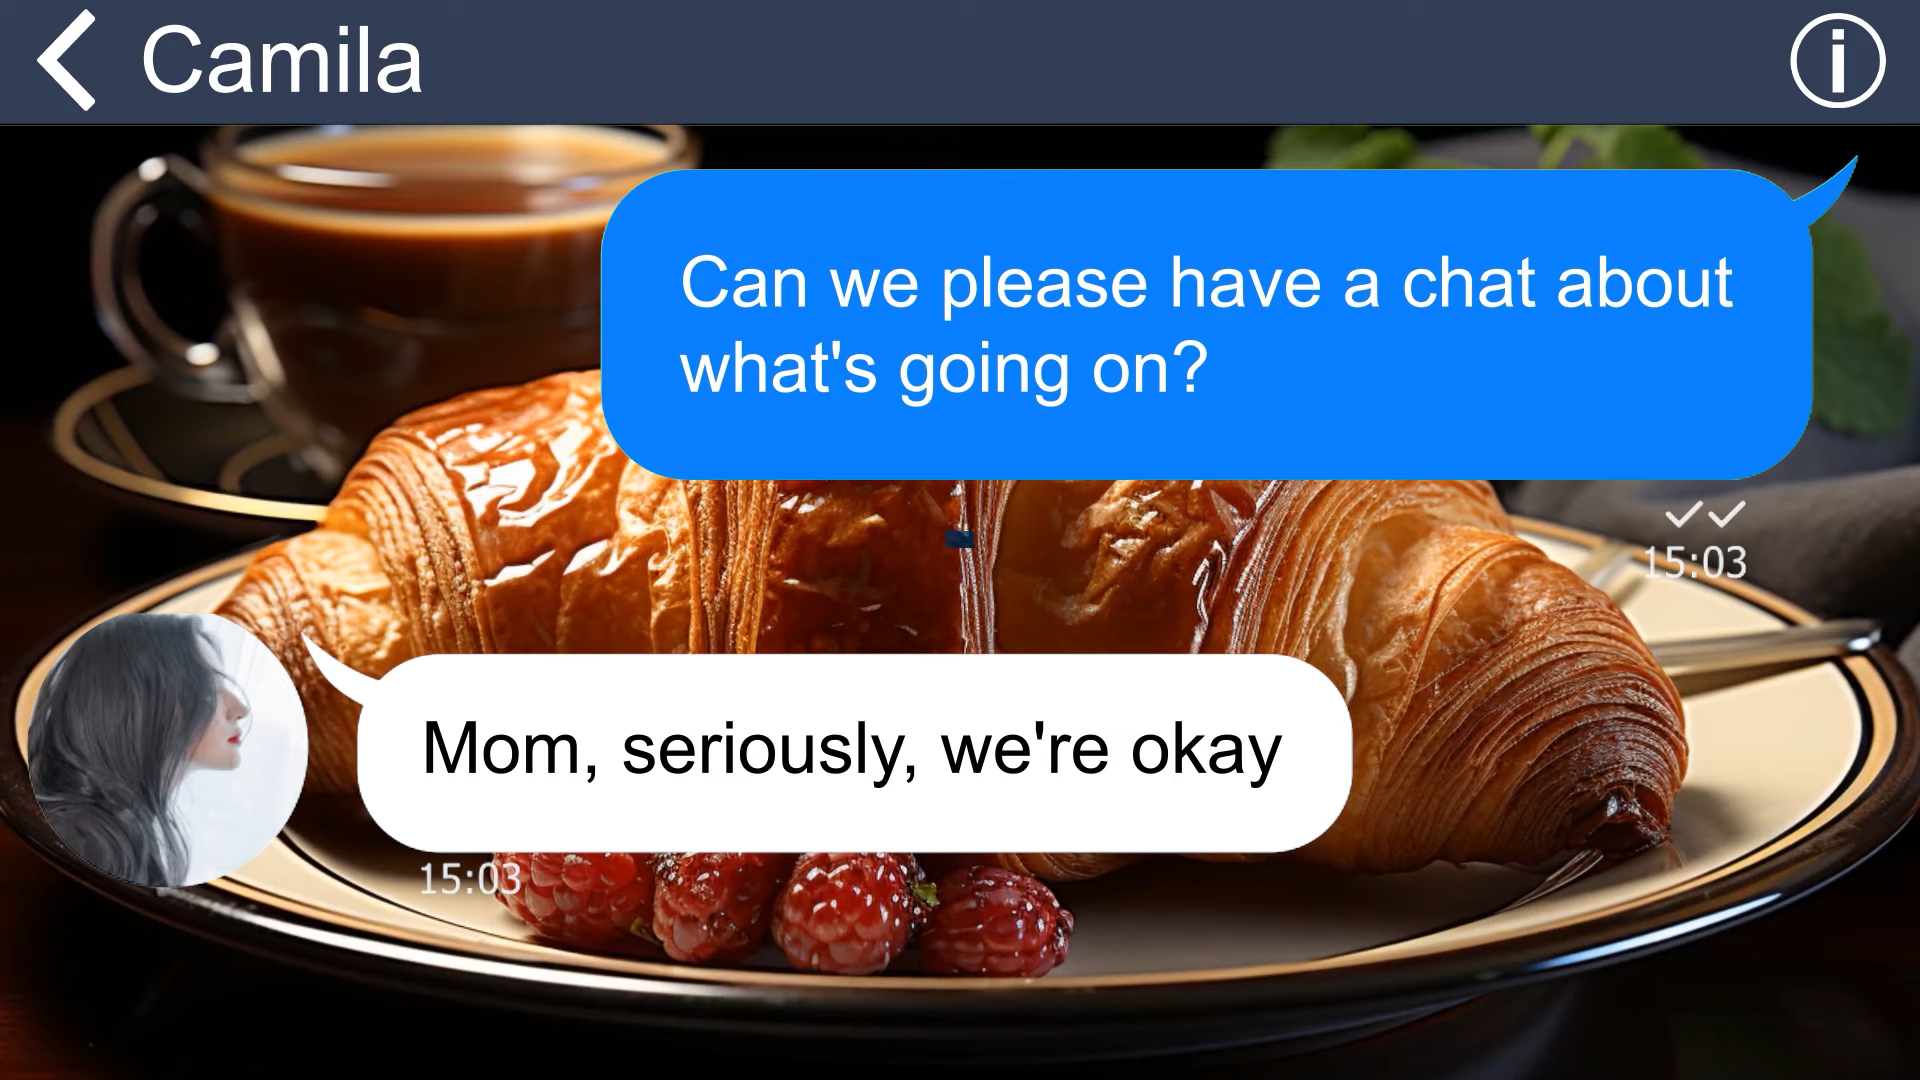 Camila
Can we please have a chat about
what's going on?
15:03
Mom, seriously, we're okay
15:03